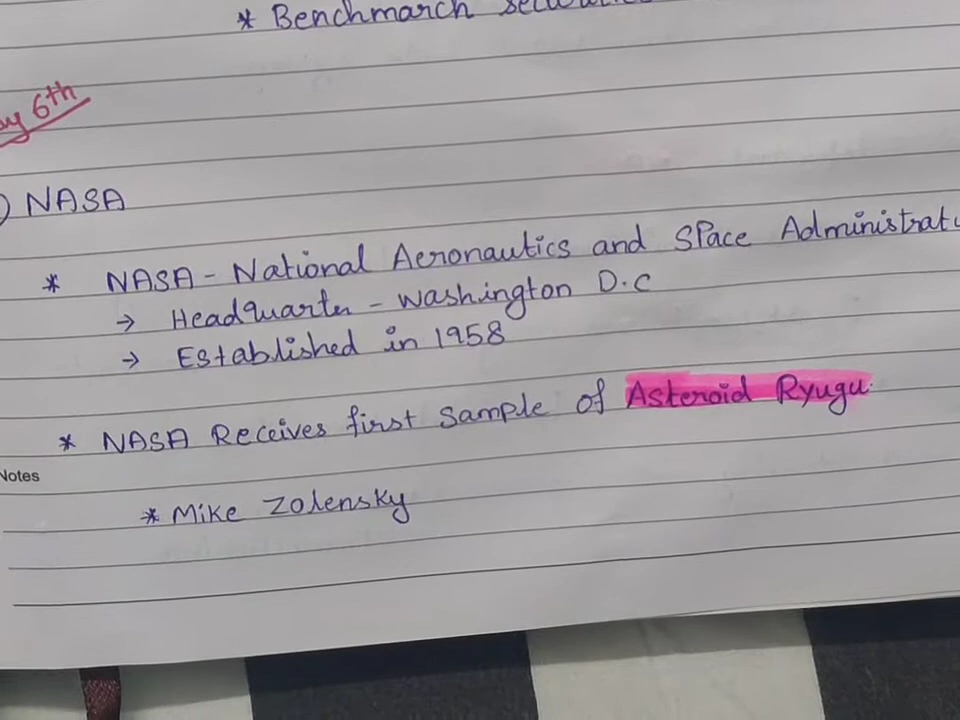 * Benchmarch
6th
) NASA
* NASA - National Aeronautics and Space
→ Headquarter - Washington D.C
→ Established in 1958
* NASA Receives first Sample of Asteroid Ryugu.
Notes
* Mike Zolensky